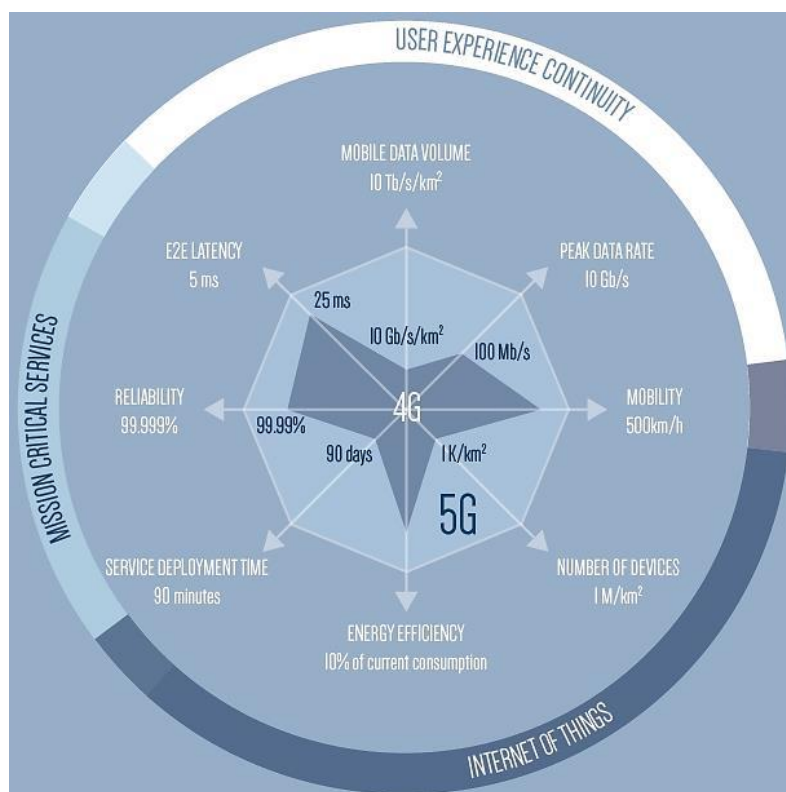 USER EXPERIENCE CONTINUITY
MOBILE DATA VOLUME
10 Tb/s/km²
E2E LATENCY
5 ms
PEAK DATA RATE
10 Gb/s
25 ms
10 Gb/s/km²
100 Mb/s
RELIABILITY
99.999%
4G
MOBILITY
500km/h
99.99%
90 days
1 K/km²
5G
MISSION CRITICAL SERVICES
SERVICE DEPLOYMENT TIME
90 minutes
NUMBER OF DEVICES
1 M/km²
ENERGY EFFICIENCY
10% of current consumption
INTERNET OF THINGS